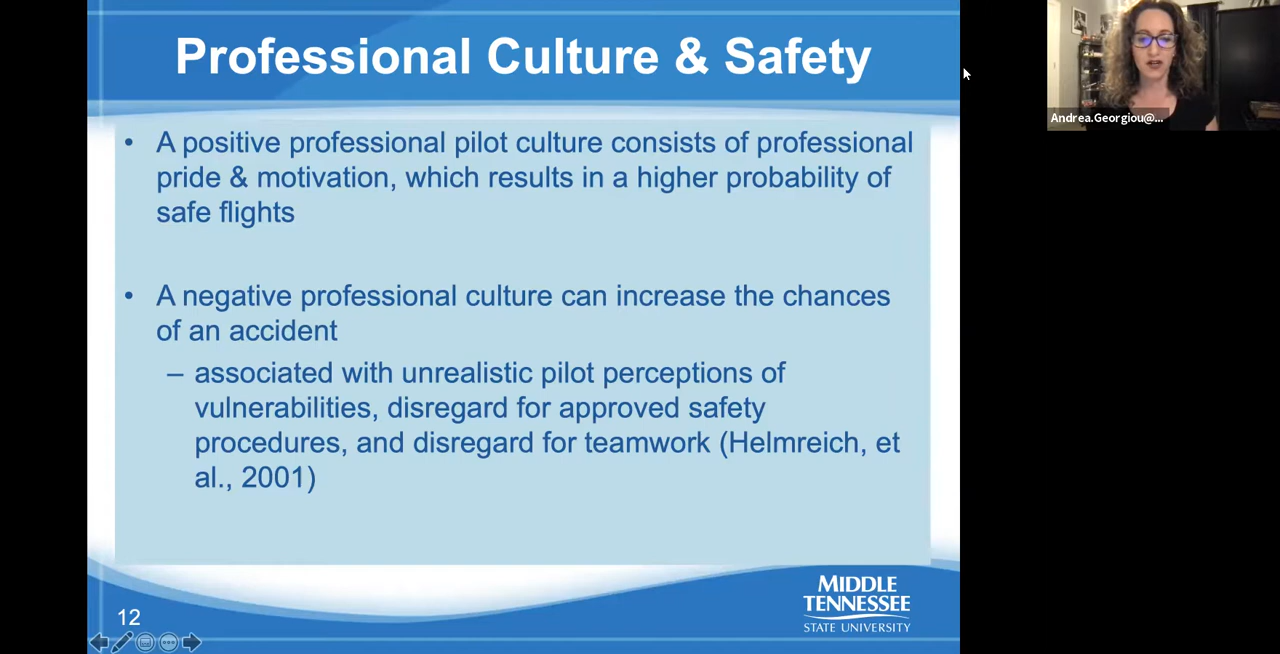 Professional Culture & Safety
• A positive professional pilot culture consists of professional
pride & motivation, which results in a higher probability of
safe flights
• A negative professional culture can increase the chances
of an accident
– associated with unrealistic pilot perceptions of
vulnerabilities, disregard for approved safety
procedures, and disregard for teamwork (Helmreich, et
al., 2001)
12
MIDDLE
TENNESSEE
STATE UNIVERSITY
Andrea.Georgiou@...